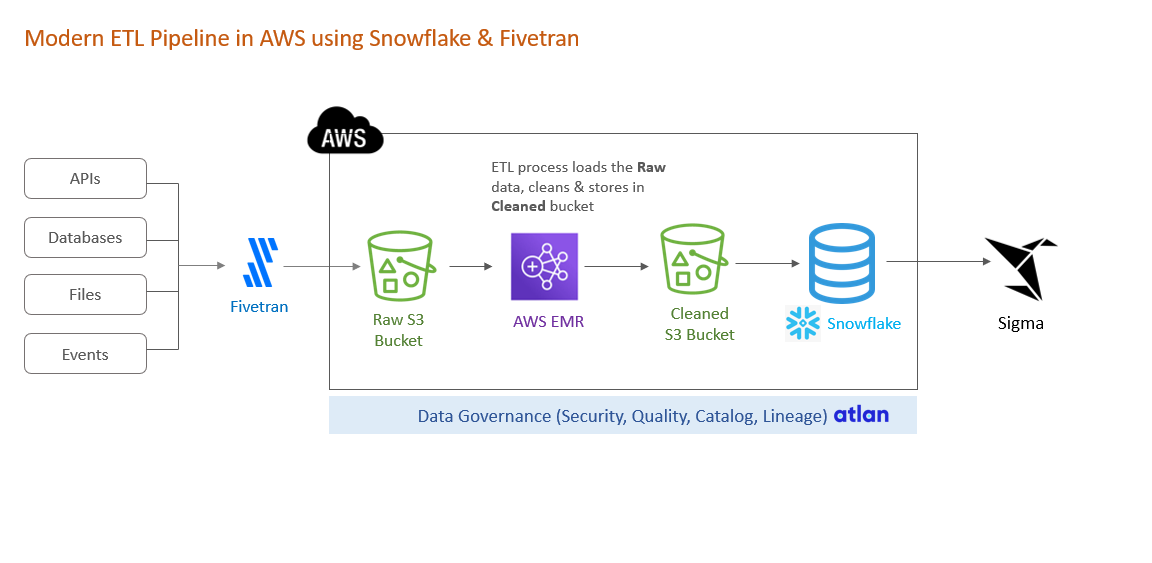 Modern ETL Pipeline in AWS using Snowflake & Fivetran
AWS
ETL process loads the Raw
data, cleans & stores in
Cleaned bucket
APIs
Databases
Files
Events
Fivetran
Raw S3
Bucket
AWS EMR
Cleaned
S3 Bucket
Snowflake
Sigma
Data Governance (Security, Quality, Catalog, Lineage) atlan